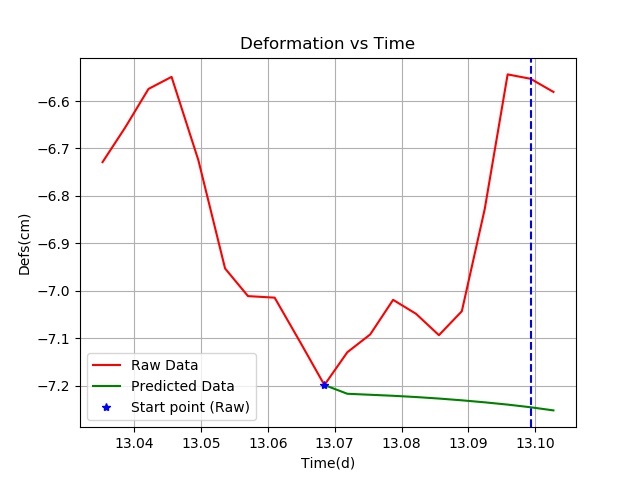 Deformation vs Time
Defs(cm)
−6.6
−6.7
−6.8
−6.9
−7.0
−7.1
−7.2
Raw Data
Predicted Data
Start point (Raw)
13.04 13.05 13.06 13.07 13.08 13.09 13.10
Time(d)